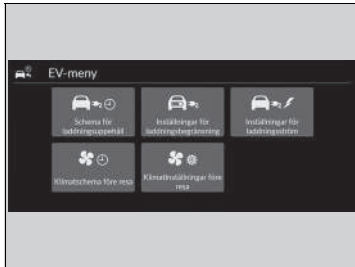 EV-meny
Schema för
laddningsuppehåll
Inställningar för
laddningsbegränsning
Inställningar för
laddningsström
Klimatschema före resa
Klimatinställningar före
resa